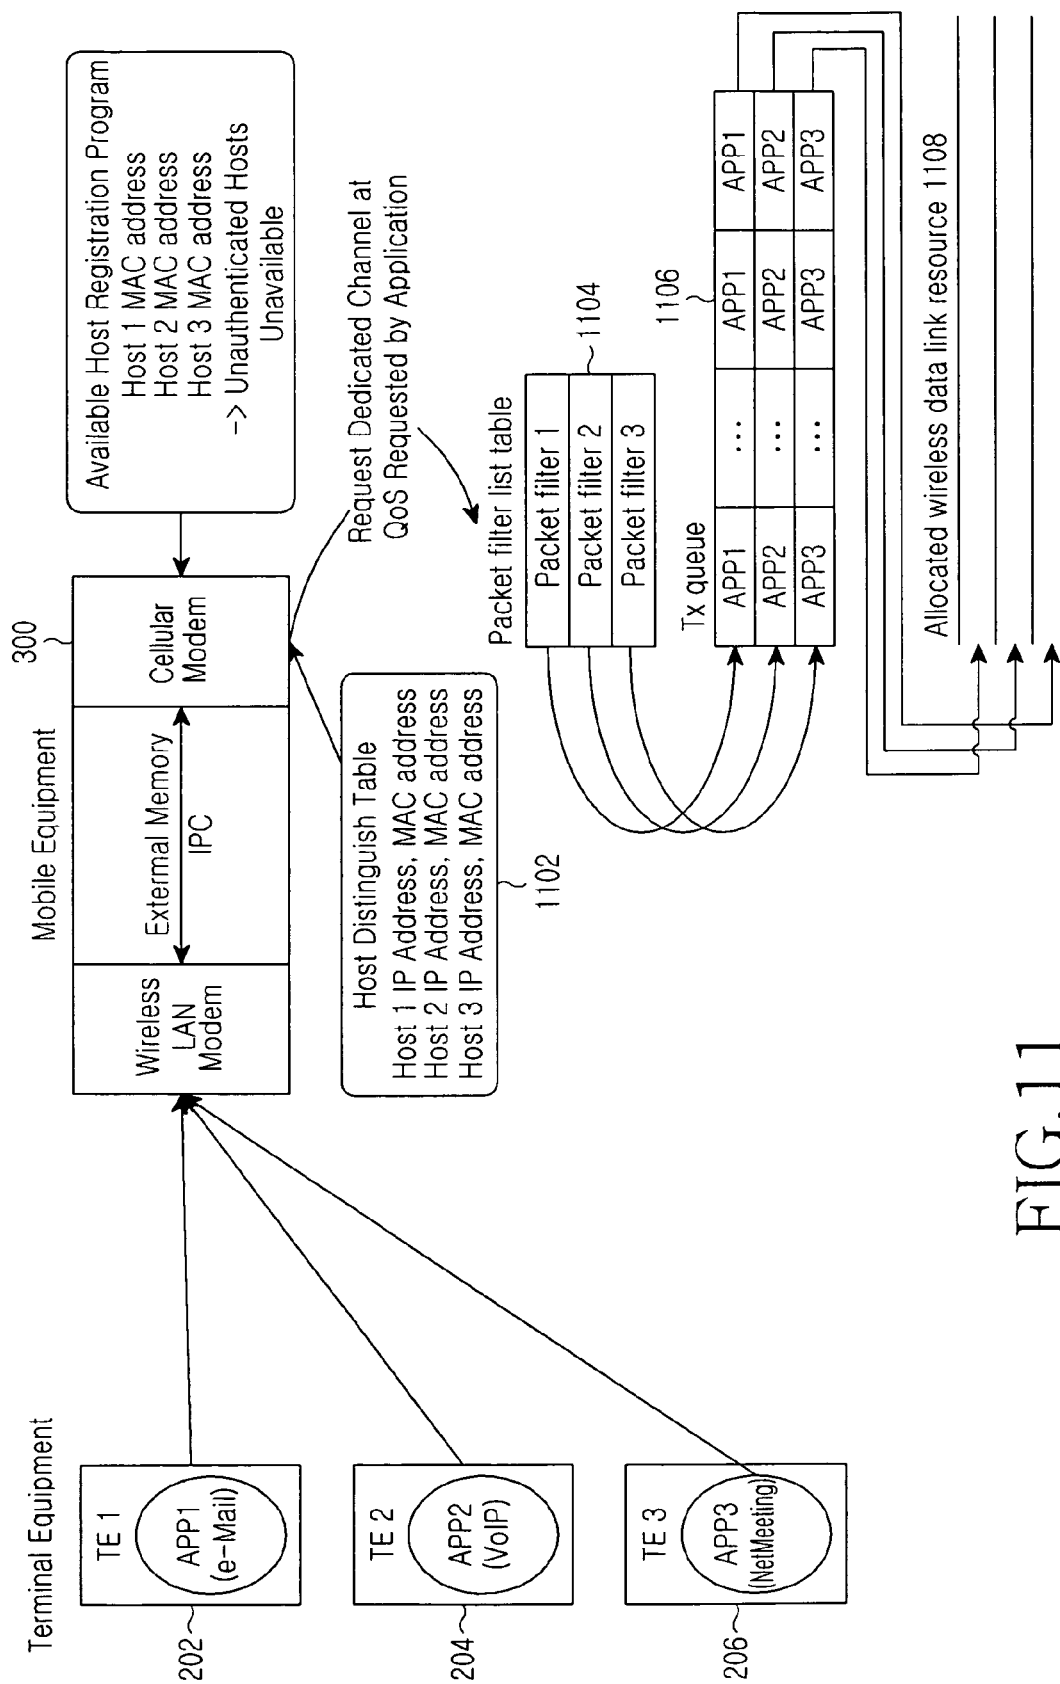 Terminal Equipment
TE 1
APP1
(e-Mail)
202
TE 2
APP2
(VoIP)
204
TE 3
APP3
(NetMeeting)
206
Mobile Equipment
300
Wireless
LAN
Modem
External Memory
IPC
Cellular
Modem
Available Host Registration Program
Host 1 MAC address
Host 2 MAC address
Host 3 MAC address
-> Unauthenticated Hosts
Unavailable
Host Distinguish Table
Host 1 IP Address, MAC address
Host 2 IP Address, MAC address
Host 3 IP Address, MAC address
1102
Request Dedicated Channel at
QoS Requested by Application
Packet filter list table
Packet filter 1
Packet filter 2
Packet filter 3
1104
Tx queue
1106
APP1 ... APP1 APP1
APP2 ... APP2 APP2
APP3 ... APP3 APP3
Allocated wireless data link resource 1108
FIG.11